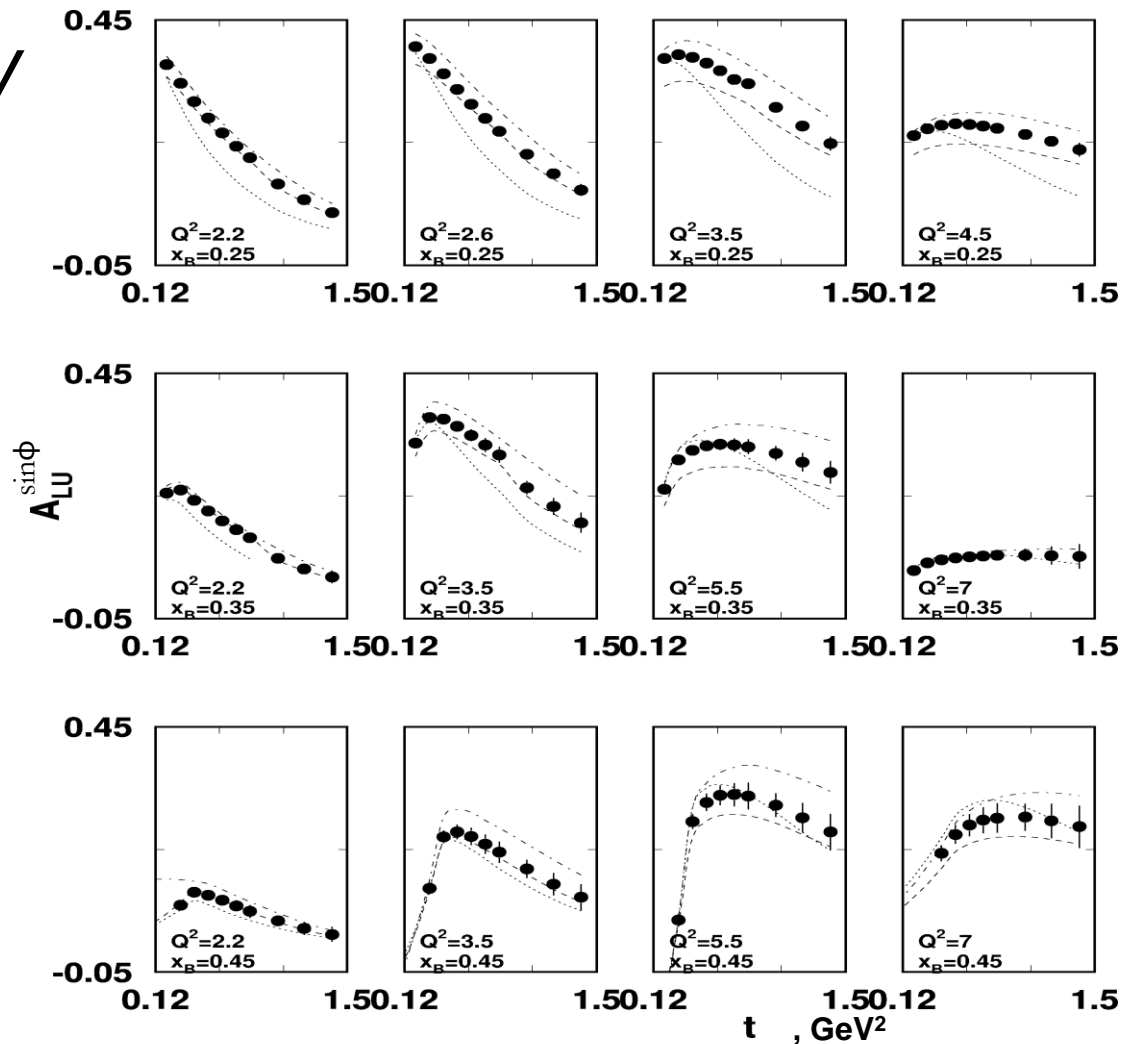 /
0.45
Q²=2.2
x_B=0.25
Q²=2.6
x_B=0.25
Q²=3.5
x_B=0.25
Q²=4.5
x_B=0.25
-0.05
0.12 1.50.12 1.50.12 1.50.12 1.5
0.45
A_LU^sinϕ
Q²=2.2
x_B=0.35
Q²=3.5
x_B=0.35
Q²=5.5
x_B=0.35
Q²=7
x_B=0.35
-0.05
0.12 1.50.12 1.50.12 1.50.12 1.5
0.45
Q²=2.2
x_B=0.45
Q²=3.5
x_B=0.45
Q²=5.5
x_B=0.45
Q²=7
x_B=0.45
-0.05
0.12 1.50.12 1.50.12 1.50.12 1.5
t , GeV²